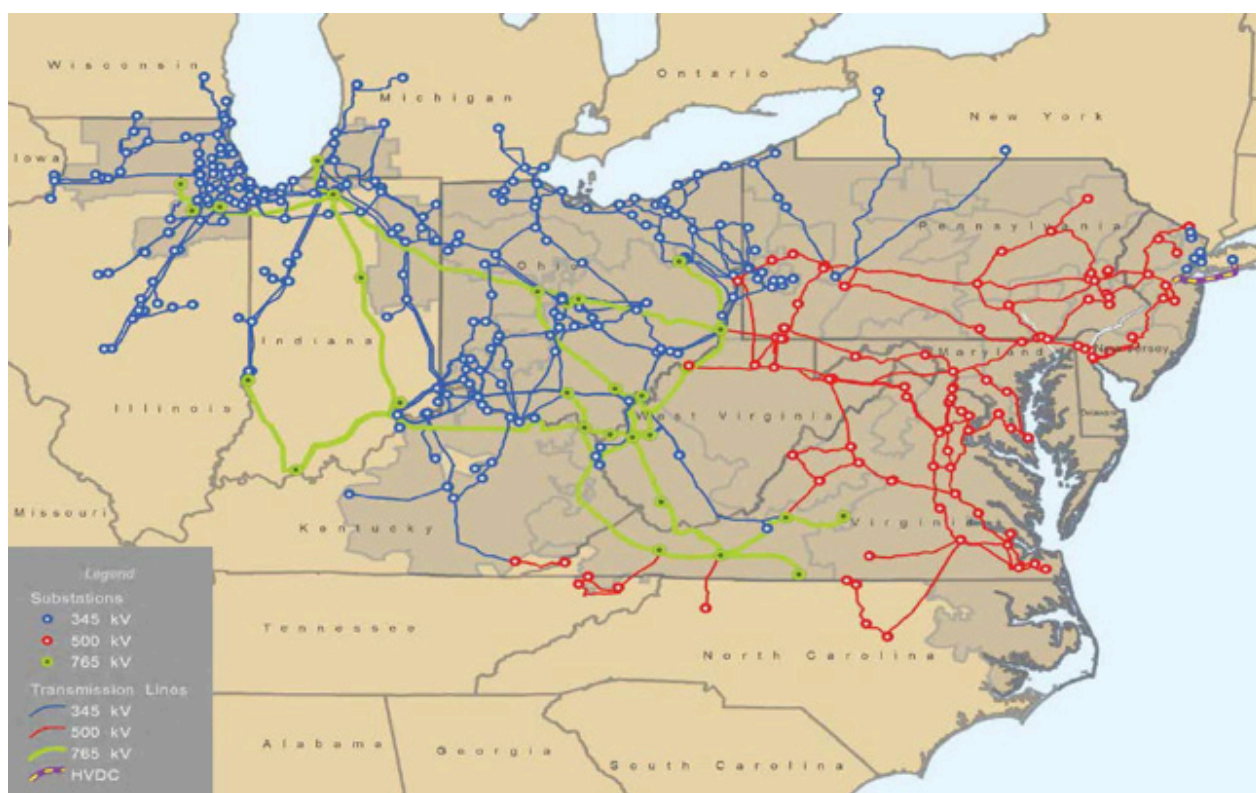 Wisconsin
Michigan
Ontario
New York
Iowa
Pennsylvania
Ohio
Indiana
Maryland
New Jersey
Illinois
West Virginia
Delaware
Missouri
Kentucky
Virginia
Legend
Substations
345 kV
500 kV
765 kV
Transmission Lines
345 kV
500 kV
765 kV
HVDC
Tennessee
North Carolina
Alabama
Georgia
South Carolina